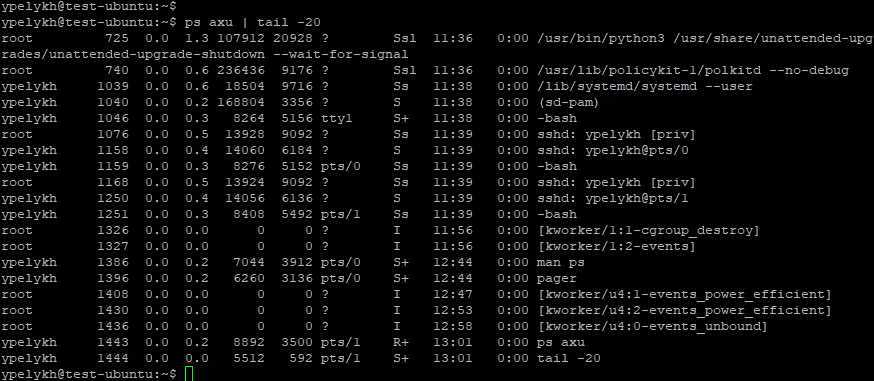 ypelykh@test-ubuntu:~$
ypelykh@test-ubuntu:~$ ps axu | tail -20
root         725  0.0  1.3 107912 20928 ?        Ssl  11:36   0:00 /usr/bin/python3 /usr/share/unattended-upg
rades/unattended-upgrade-shutdown --wait-for-signal
root         740  0.0  0.6 236436  9176 ?        Ssl  11:36   0:00 /usr/lib/policykit-1/polkitd --no-debug
ypelykh     1039  0.0  0.6  18504  9716 ?        Ss   11:38   0:00 /lib/systemd/systemd --user
ypelykh     1040  0.0  0.2 168804  3356 ?        S    11:38   0:00 (sd-pam)
ypelykh     1046  0.0  0.3   8264  5156 tty1     S+   11:38   0:00 -bash
root        1076  0.0  0.5  13928  9092 ?        Ss   11:39   0:00 sshd: ypelykh [priv]
ypelykh     1158  0.0  0.4  14060  6184 ?        S    11:39   0:00 sshd: ypelykh@pts/0
ypelykh     1159  0.0  0.3   8276  5152 pts/0    Ss   11:39   0:00 -bash
root        1168  0.0  0.5  13924  9092 ?        Ss   11:39   0:00 sshd: ypelykh [priv]
ypelykh     1250  0.0  0.4  14056  6136 ?        S    11:39   0:00 sshd: ypelykh@pts/1
ypelykh     1251  0.0  0.3   8408  5492 pts/1    Ss   11:39   0:00 -bash
root        1326  0.0  0.0      0     0 ?        I    11:56   0:00 [kworker/1:1-cgroup_destroy]
root        1327  0.0  0.0      0     0 ?        I    11:56   0:00 [kworker/1:2-events]
ypelykh     1386  0.0  0.2   7044  3912 pts/0    S+   12:44   0:00 man ps
ypelykh     1396  0.0  0.2   6260  3136 pts/0    S+   12:44   0:00 pager
root        1408  0.0  0.0      0     0 ?        I    12:47   0:00 [kworker/u4:1-events_power_efficient]
root        1430  0.0  0.0      0     0 ?        I    12:53   0:00 [kworker/u4:2-events_power_efficient]
root        1436  0.0  0.0      0     0 ?        I    12:58   0:00 [kworker/u4:0-events_unbound]
ypelykh     1443  0.0  0.2   8892  3500 pts/1    R+   13:01   0:00 ps axu
ypelykh     1444  0.0  0.0   5512   592 pts/1    S+   13:01   0:00 tail -20
ypelykh@test-ubuntu:~$